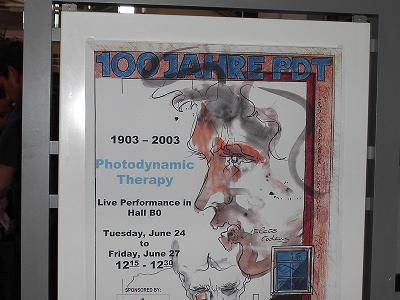 100 JAHRE PDT
1903 – 2003
Photodynamic
Therapy
Live Performance in
Hall B0
Tuesday, June 24
to
Friday, June 27
12¹⁵ – 12³⁰
SPONSORED BY: